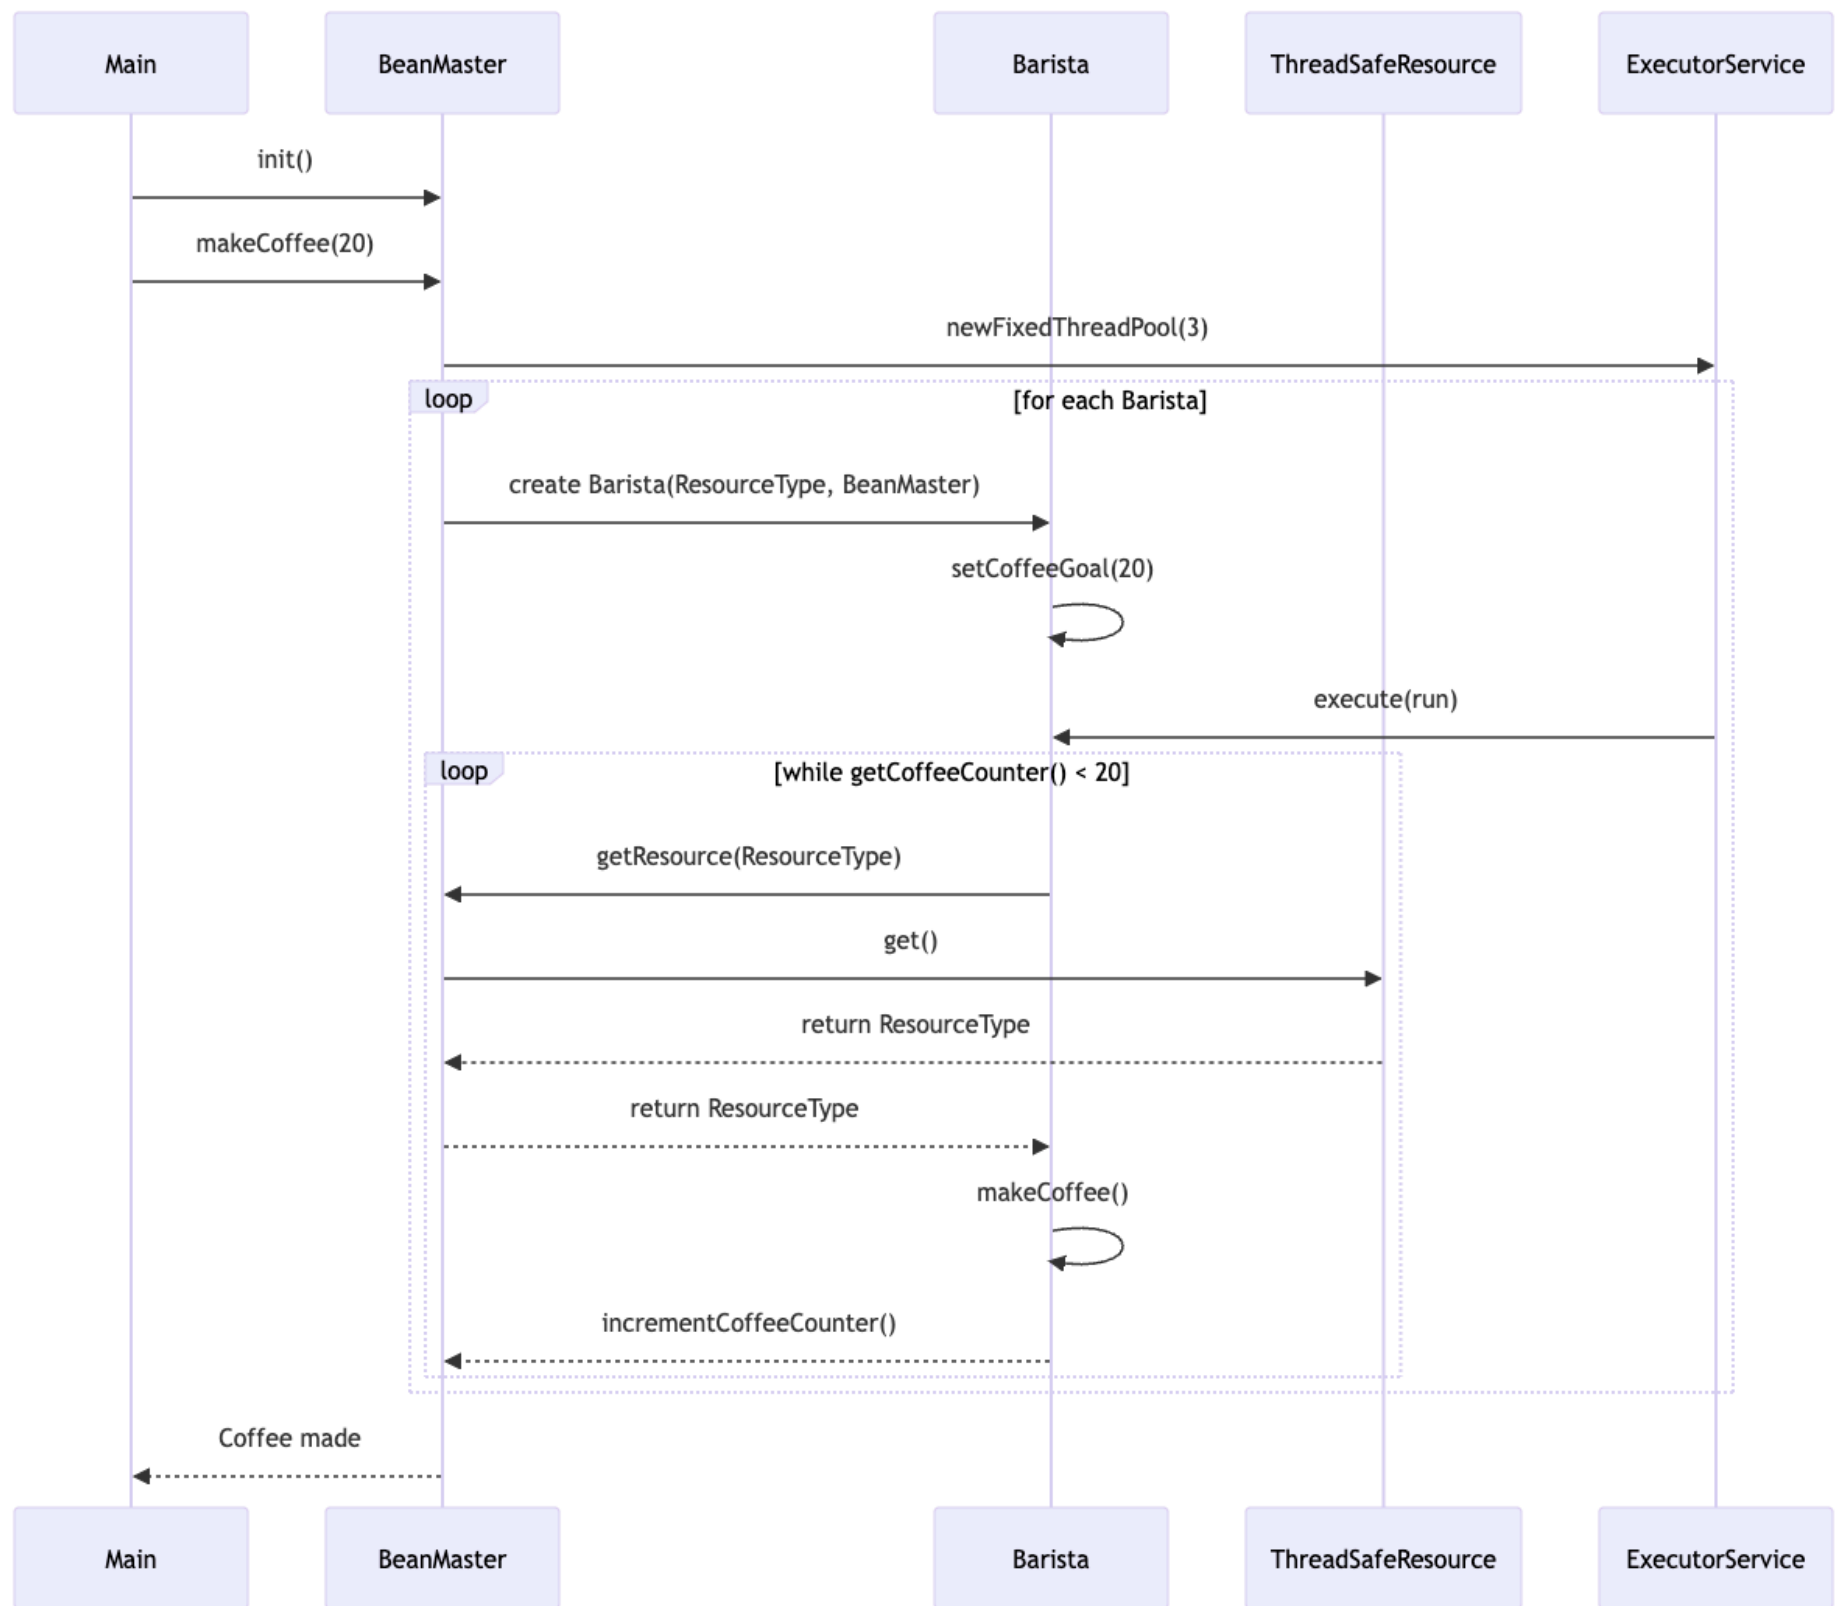 Main
BeanMaster
Barista
ThreadSafeResource
ExecutorService
init()
makeCoffee(20)
newFixedThreadPool(3)
loop
[for each Barista]
create Barista(ResourceType, BeanMaster)
setCoffeeGoal(20)
execute(run)
loop
[while getCoffeeCounter() < 20]
getResource(ResourceType)
get()
return ResourceType
return ResourceType
makeCoffee()
incrementCoffeeCounter()
Coffee made
Main
BeanMaster
Barista
ThreadSafeResource
ExecutorService